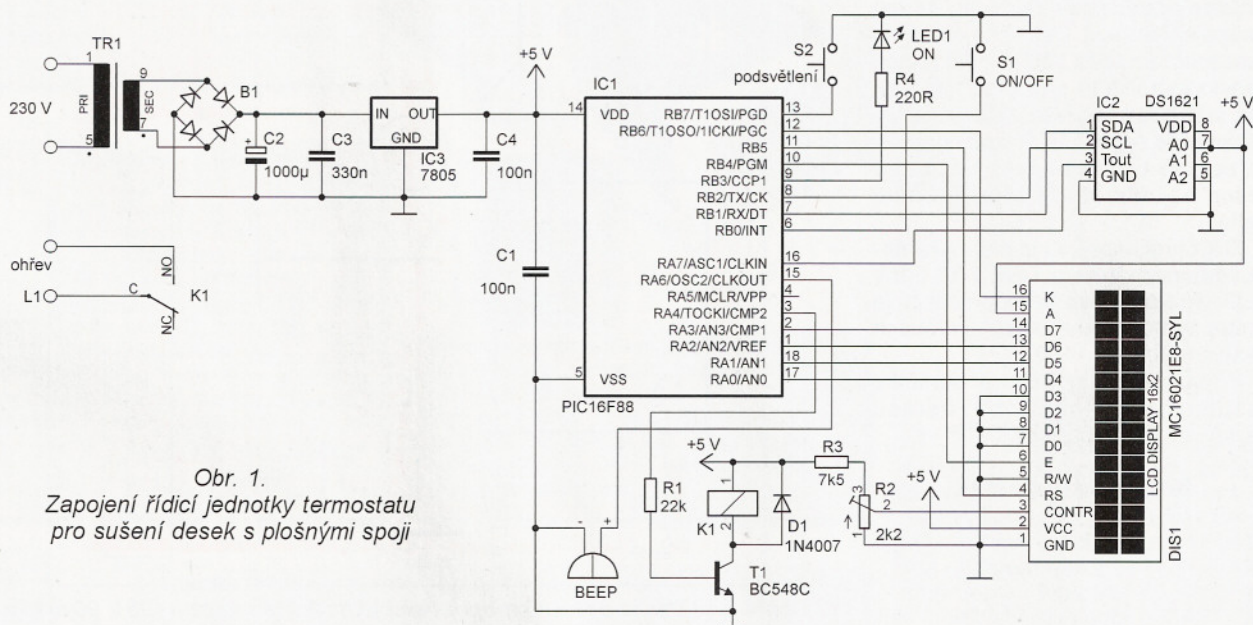 TR1
1
9
230 V
PRI
SEC
5
7
B1
+
C2
1000µ
C3
330n
IN
OUT
GND
IC3
7805
C4
100n
+5 V
ohřev
L1
NO
C
K1
NC
C1
100n
IC1
14
VDD
5
VSS
PIC16F88
RB7/T1OSI/PGD
13
RB6/T1OSO/1ICKI/PGC
12
RB5
11
RB4/PGM
10
RB3/CCP1
9
RB2/TX/CK
8
RB1/RX/DT
7
RB0/INT
6
RA7/ASC1/CLKIN
16
RA6/OSC2/CLKOUT
15
RA5/MCLR/VPP
4
RA4/TOCKI/CMP2
3
RA3/AN3/CMP1
2
RA2/AN2/VREF
1
RA1/AN1
18
RA0/AN0
17
S2
podsvětlení
LED1
ON
R4
220R
S1
ON/OFF
IC2
DS1621
+5 V
1
SDA
VDD
8
2
SCL
A0
7
3
Tout
A1
6
4
GND
A2
5
16
K
15
A
14
D7
13
D6
12
D5
11
D4
10
D3
9
D2
8
D1
7
D0
6
E
5
R/W
4
RS
3
CONTR
2
VCC
1
GND
LCD DISPLAY 16x2
MC16021E8-SYL
DIS1
+5 V
R3
7k5
+5 V
R1
22k
1
K1
2
D1
1N4007
R2
3
2
1
2k2
-
+
BEEP
T1
BC548C
Obr. 1.
Zapojení řídicí jednotky termostatu
pro sušení desek s plošnými spoji